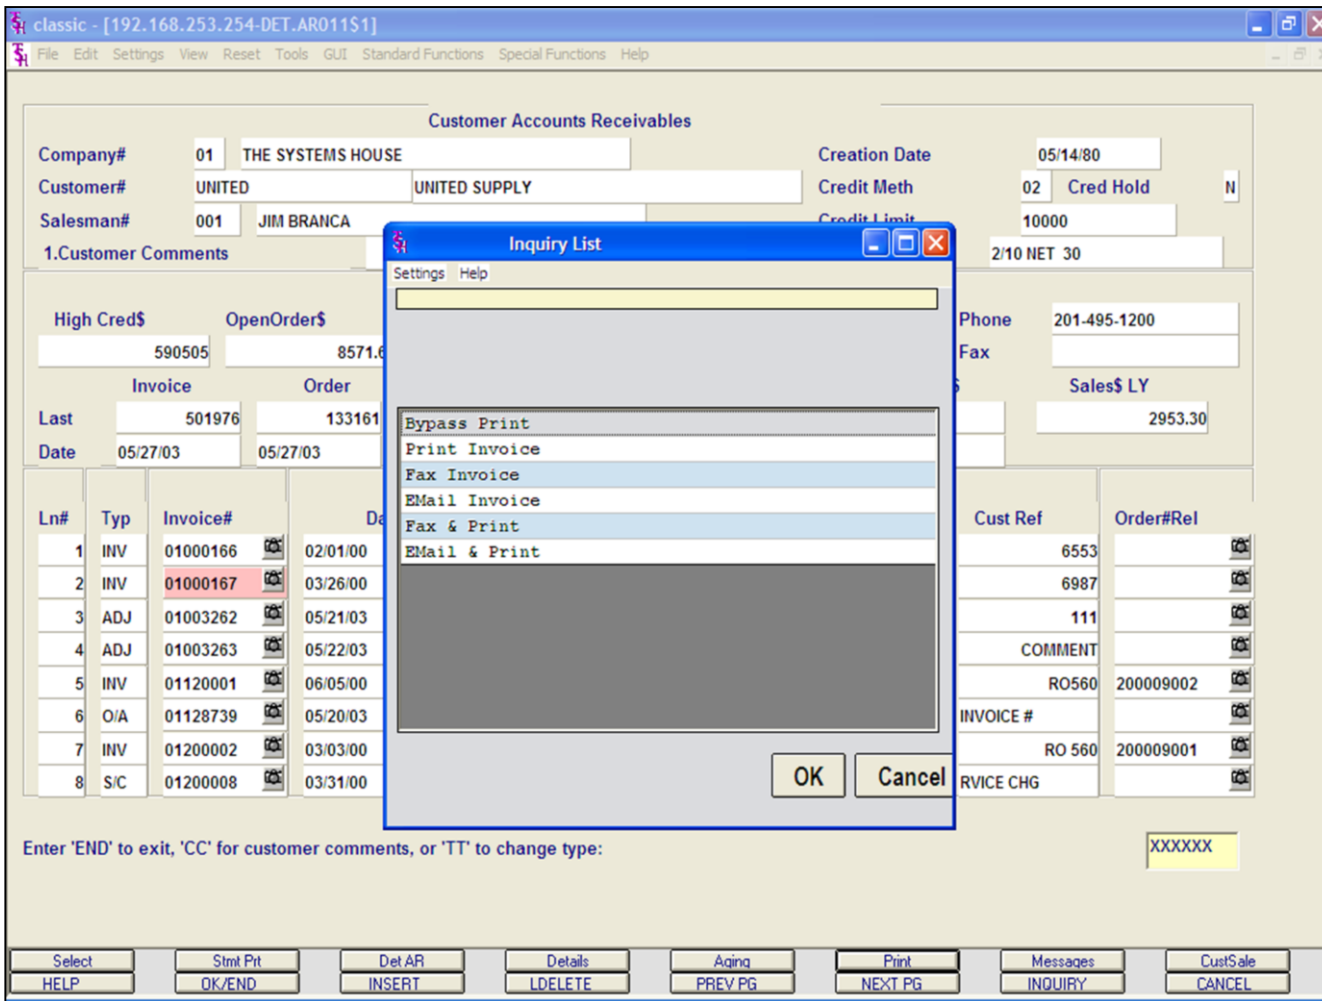 classic - [192.168.253.254-DET.AR011$1]
File Edit Settings View Reset Tools GUI Standard Functions Special Functions Help
Customer Accounts Receivables
Company# 01 THE SYSTEMS HOUSE Creation Date 05/14/80
Customer# UNITED UNITED SUPPLY Credit Meth 02 Cred Hold N
Salesman# 001 JIM BRANCA Credit Limit 10000
1.Customer Comments 2/10 NET 30
Inquiry List
Settings Help
High Cred$ OpenOrder$ Phone 201-495-1200
590505 8571.6 Fax
Invoice Order $ Sales$ LY
Last 501976 133161 2953.30
Date 05/27/03 05/27/03
Bypass Print
Print Invoice
Fax Invoice
EMail Invoice
Fax & Print
EMail & Print
OK Cancel
Ln# Typ Invoice# Da Cust Ref Order#Rel
1 INV 01000166 02/01/00 6553
2 INV 01000167 03/26/00 6987
3 ADJ 01003262 05/21/03 111
4 ADJ 01003263 05/22/03 COMMENT
5 INV 01120001 06/05/00 RO560 200009002
6 O/A 01128739 05/20/03 INVOICE #
7 INV 01200002 03/03/00 RO 560 200009001
8 S/C 01200008 03/31/00 RVICE CHG
Enter 'END' to exit, 'CC' for customer comments, or 'TT' to change type: XXXXXX
Select Stmt Prt Det AR Details Aging Print Messages CustSale
HELP OK/END INSERT LDELETE PREV PG NEXT PG INQUIRY CANCEL